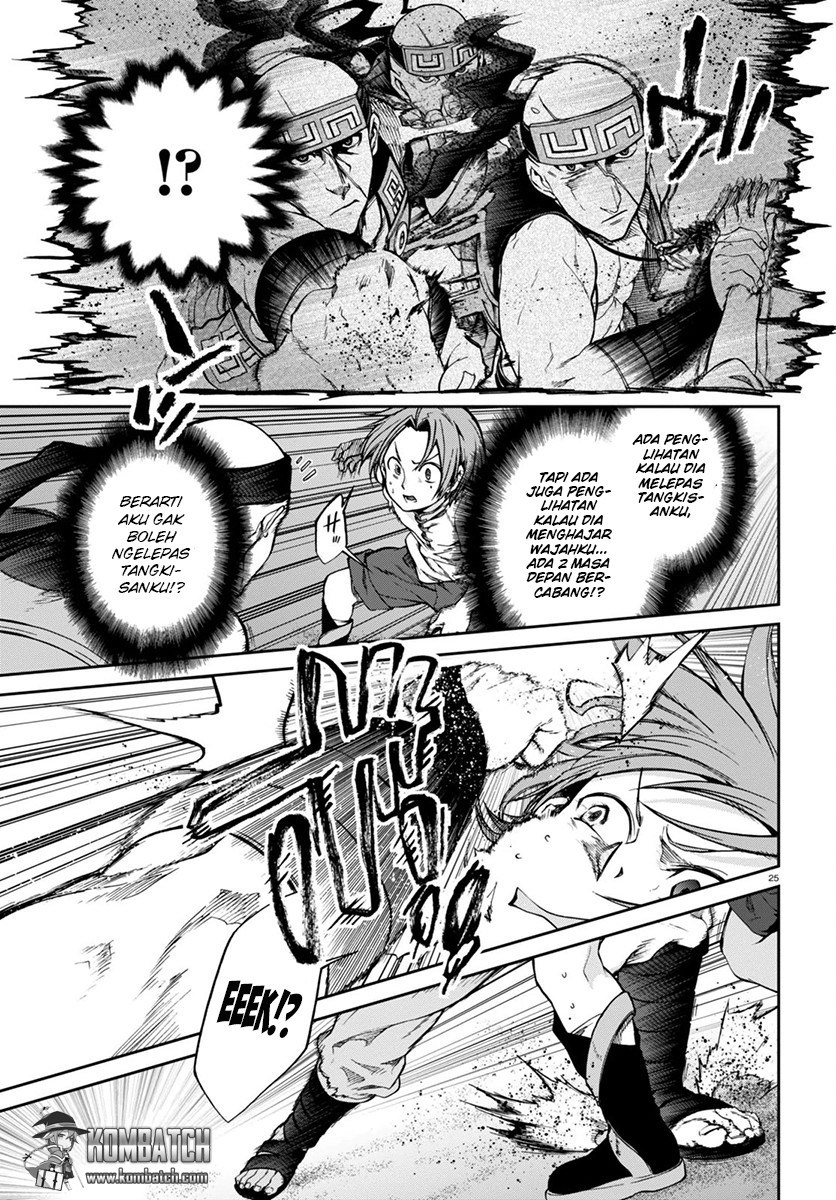 !?
ADA PENG-
LIHATAN
KALAU DIA
MELEPAS
TANGKIS-
ANKU,
TAPI ADA
JUGA PENG-
LIHATAN
KALAU DIA
MENGHAJAR
WAJAHKU...
ADA 2 MASA
DEPAN BER-
CABANG!?
BERARTI
AKU GAK
BOLEH
NGELEPAS
TANGKI-
SANKU!?
25
EEEK!?
KOMBATCH
www.kombatch.com